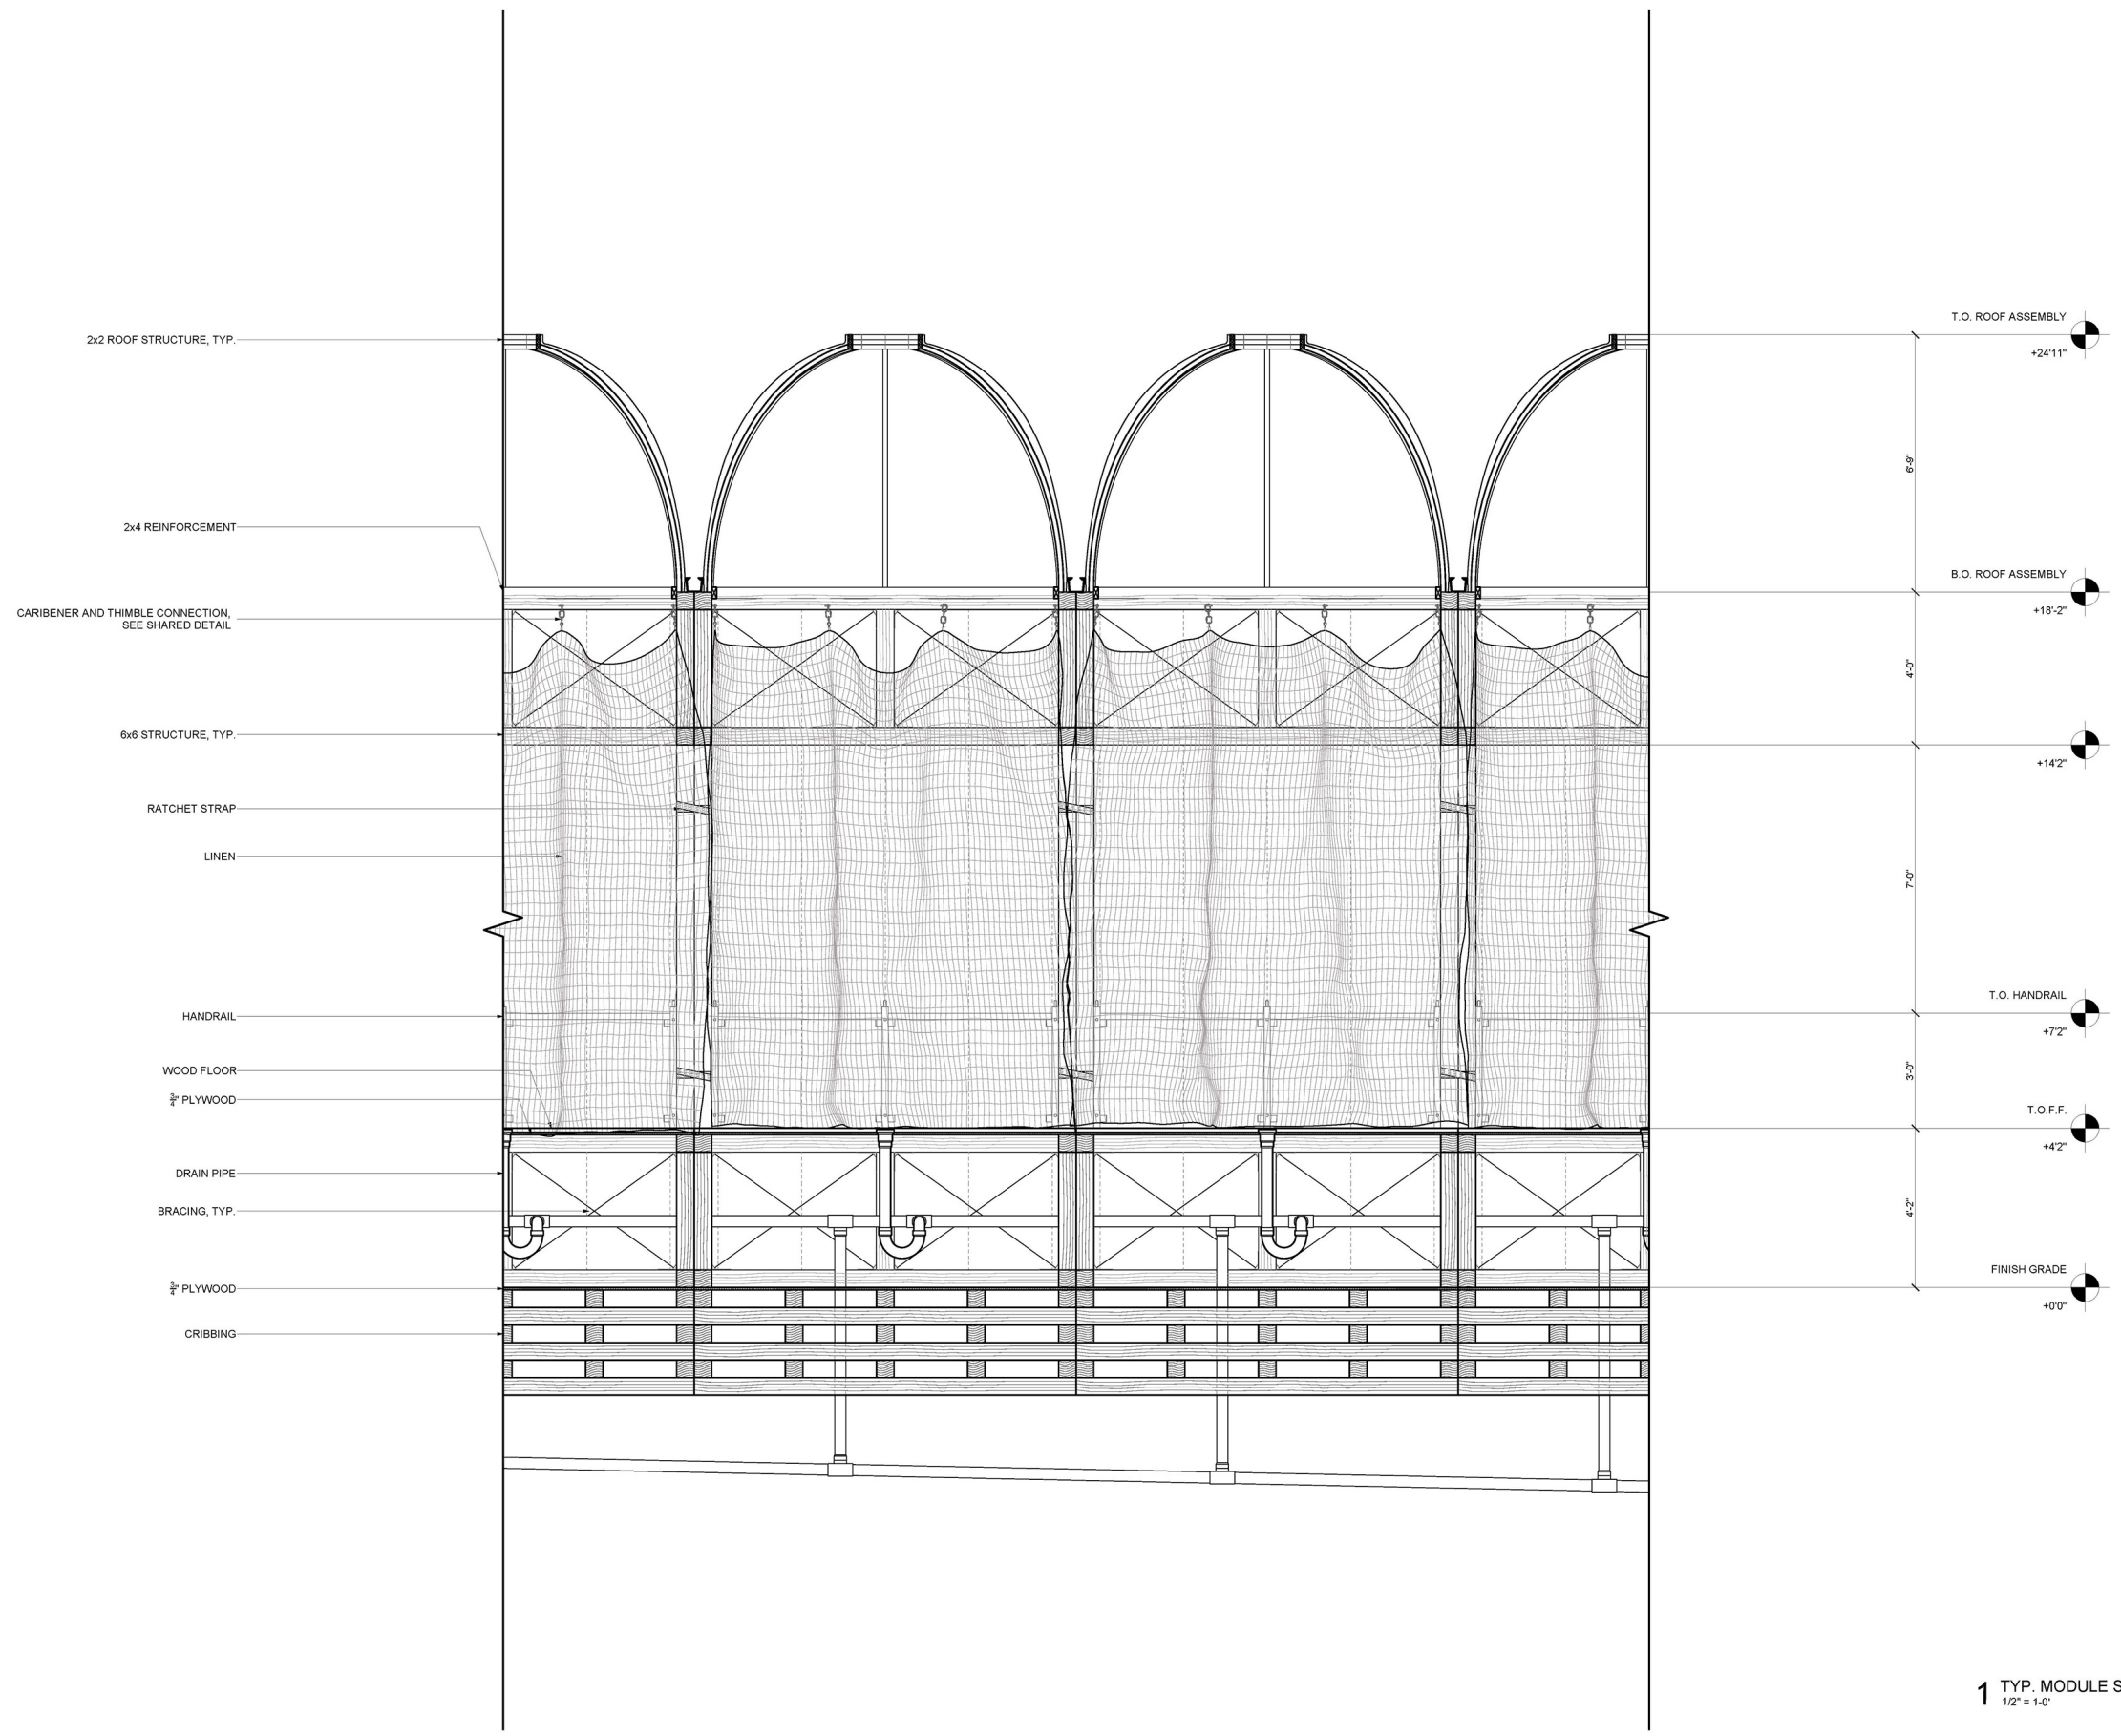 2x2 ROOF STRUCTURE, TYP.
2x4 REINFORCEMENT
CARIBENER AND THIMBLE CONNECTION,
SEE SHARED DETAIL
6x6 STRUCTURE, TYP.
RATCHET STRAP
LINEN
HANDRAIL
WOOD FLOOR
¾" PLYWOOD
DRAIN PIPE
BRACING, TYP.
¾" PLYWOOD
CRIBBING
6'-9"
4'-0"
7'-0"
3'-0"
4'-2"
T.O. ROOF ASSEMBLY
+24'11"
B.O. ROOF ASSEMBLY
+18'-2"
+14'2"
T.O. HANDRAIL
+7'2"
T.O.F.F.
+4'2"
FINISH GRADE
+0'0"
1 TYP. MODULE S
1/2" = 1-0'